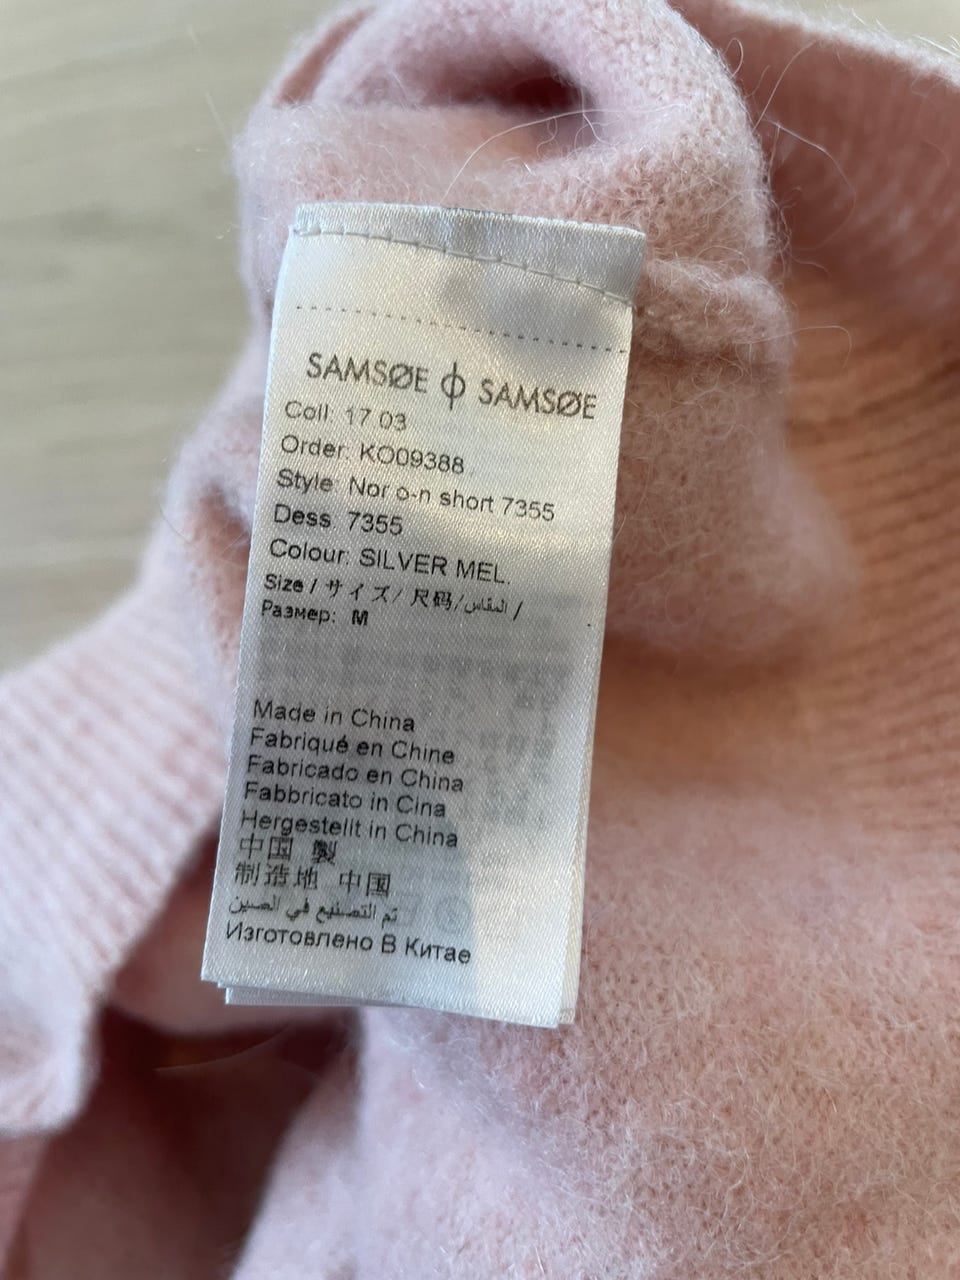 SAMSØE ϕ SAMSØE
Coll: 17 03
Order: KO09388
Style: Nor o-n short 7355
Dess 7355
Colour: SILVER MEL.
Size / サイズ / 尺码/المقاس /
Размер: M
Made in China
Fabriqué en Chine
Fabricado en China
Fabbricato in Cina
Hergestellt in China
中国 製
制造地 中国
تم التصنيع في الصين
Изготовлено В Китае